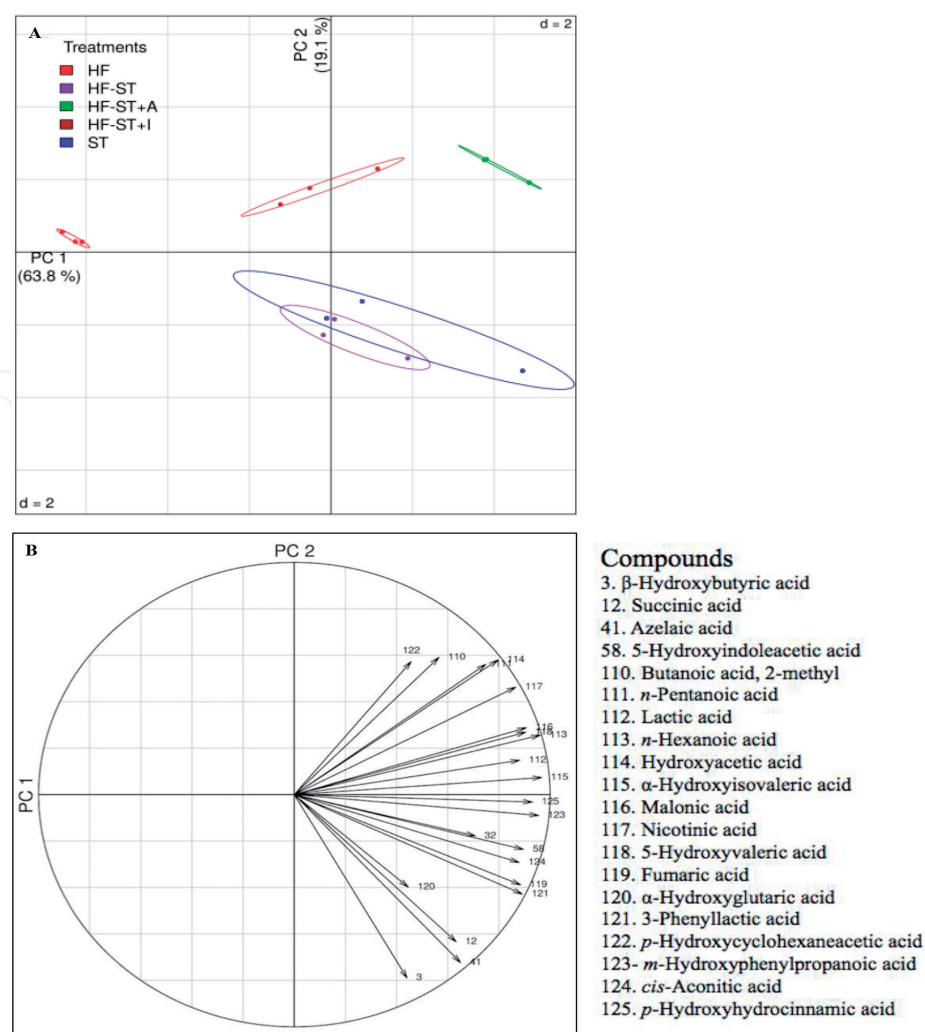 A
d = 2
PC 2
(19.1 %)
Treatments
HF
HF-ST
HF-ST+A
HF-ST+I
ST
PC 1
(63.8 %)
d = 2
B
PC 2
PC 1
122
110
114
117
116
118
113
112
115
125
123
32
58
124
119
121
120
12
41
3
Compounds
3. β-Hydroxybutyric acid
12. Succinic acid
41. Azelaic acid
58. 5-Hydroxyindoleacetic acid
110. Butanoic acid, 2-methyl
111. n-Pentanoic acid
112. Lactic acid
113. n-Hexanoic acid
114. Hydroxyacetic acid
115. α-Hydroxyisovaleric acid
116. Malonic acid
117. Nicotinic acid
118. 5-Hydroxyvaleric acid
119. Fumaric acid
120. α-Hydroxyglutaric acid
121. 3-Phenyllactic acid
122. p-Hydroxycyclohexaneacetic acid
123- m-Hydroxyphenylpropanoic acid
124. cis-Aconitic acid
125. p-Hydroxyhydrocinnamic acid